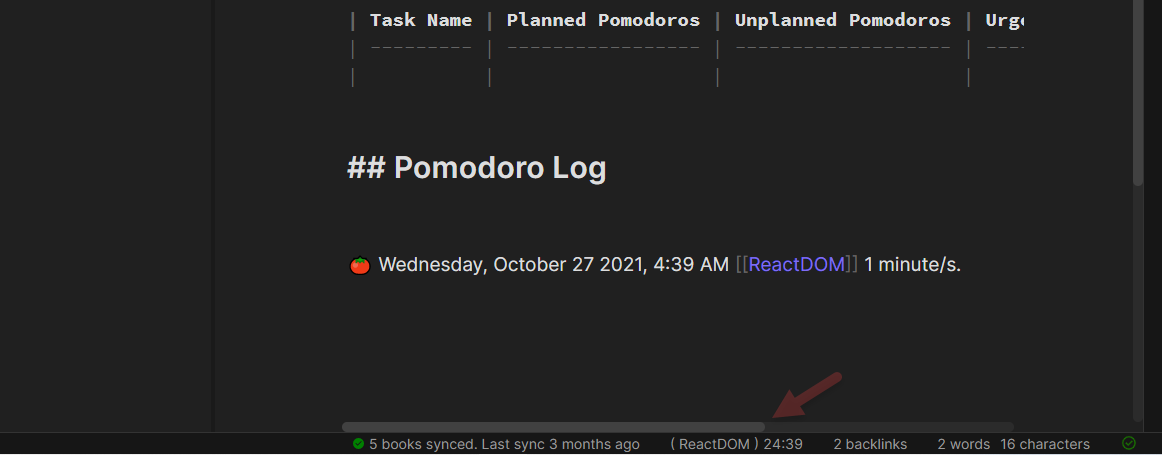 | Task Name | Planned Pomodoros | Unplanned Pomodoros | Urge
| --------- | ----------------- | ------------------- | ----
| | | |
## Pomodoro Log
🍅 Wednesday, October 27 2021, 4:39 AM [[ReactDOM]] 1 minute/s.
5 books synced. Last sync 3 months ago ( ReactDOM ) 24:39 2 backlinks 2 words 16 characters